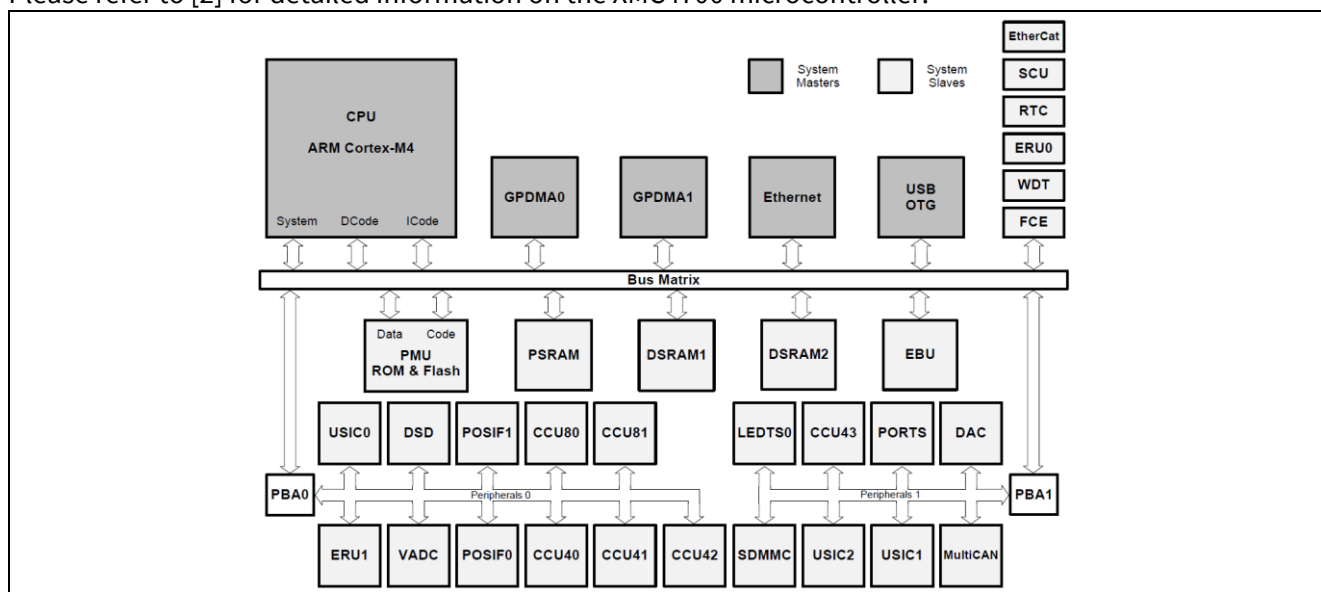 Please refer to [2] for detailed information on the XMC4700 microcontroller.
EtherCat
System
Masters
System
Slaves
SCU
CPU
RTC
ARM Cortex-M4
ERU0
GPDMA0
GPDMA1
Ethernet
USB
OTG
WDT
System DCode ICode
FCE
Bus Matrix
Data Code
PMU
ROM & Flash
PSRAM
DSRAM1
DSRAM2
EBU
USIC0 DSD POSIF1 CCU80 CCU81 LEDTS0 CCU43 PORTS DAC
PBA0 Peripherals 0 Peripherals 1 PBA1
ERU1 VADC POSIF0 CCU40 CCU41 CCU42 SDMMC USIC2 USIC1 MultiCAN